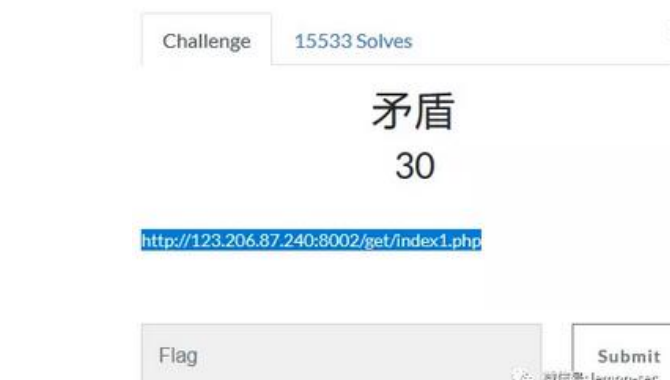 Challenge 15533 Solves
矛盾
30
http://123.206.87.240:8002/get/index1.php
Flag Submit